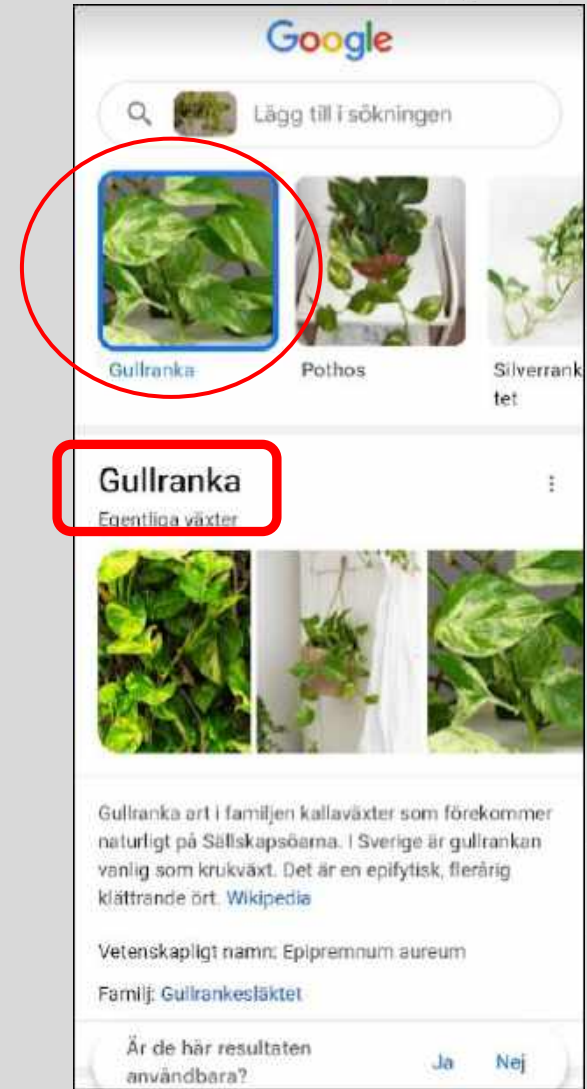 Google
Lägg till i sökningen
Gullranka
Pothos
Silverrank
tet
Gullranka
Egentliga växter
Gullranka art i familjen kallaväxter som förekommer
naturligt på Sällskapsöarna. I Sverige är gullrankan
vanlig som krukväxt. Det är en epifytisk, flerårig
klättrande ört. Wikipedia
Vetenskapligt namn: Epipremnum aureum
Familj: Gullrankesläktet
Är de här resultaten
användbara?
Ja
Nej